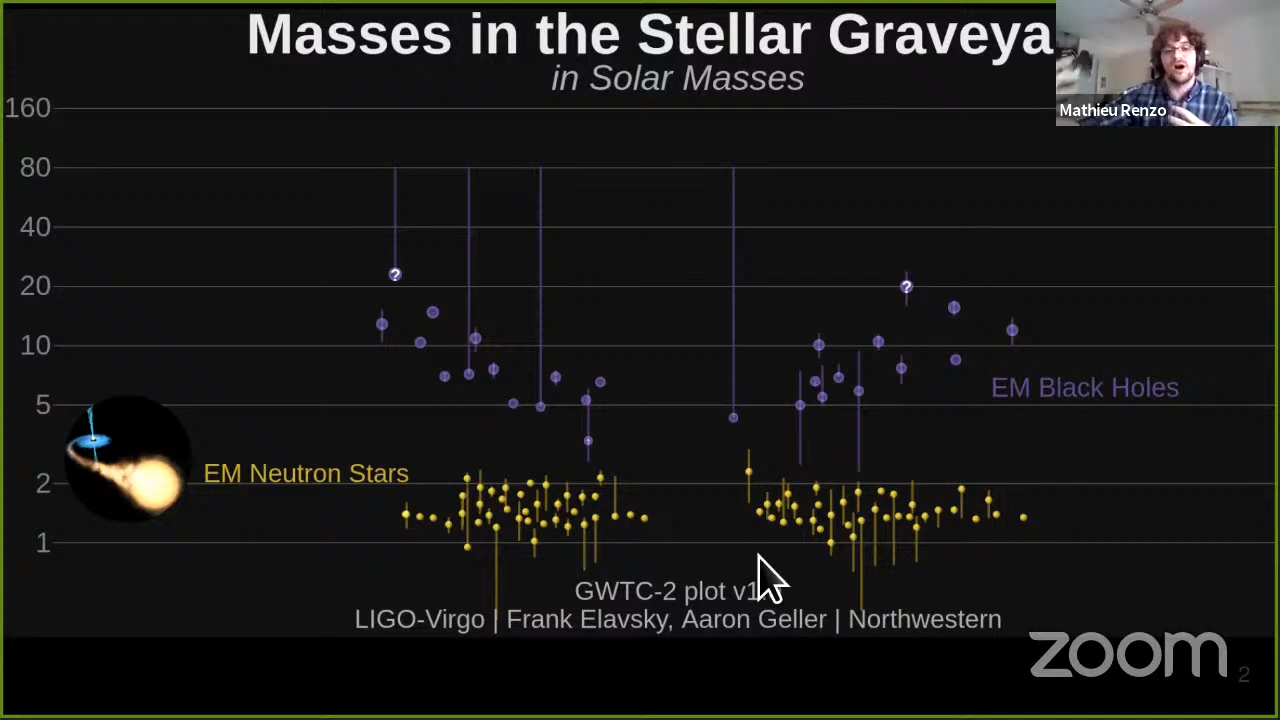 Masses in the Stellar Graveya
in Solar Masses
Mathieu Renzo
160
80
40
?
20
?
10
5
EM Black Holes
EM Neutron Stars
2
1
GWTC-2 plot v1
LIGO-Virgo | Frank Elavsky, Aaron Geller | Northwestern
zoom
2